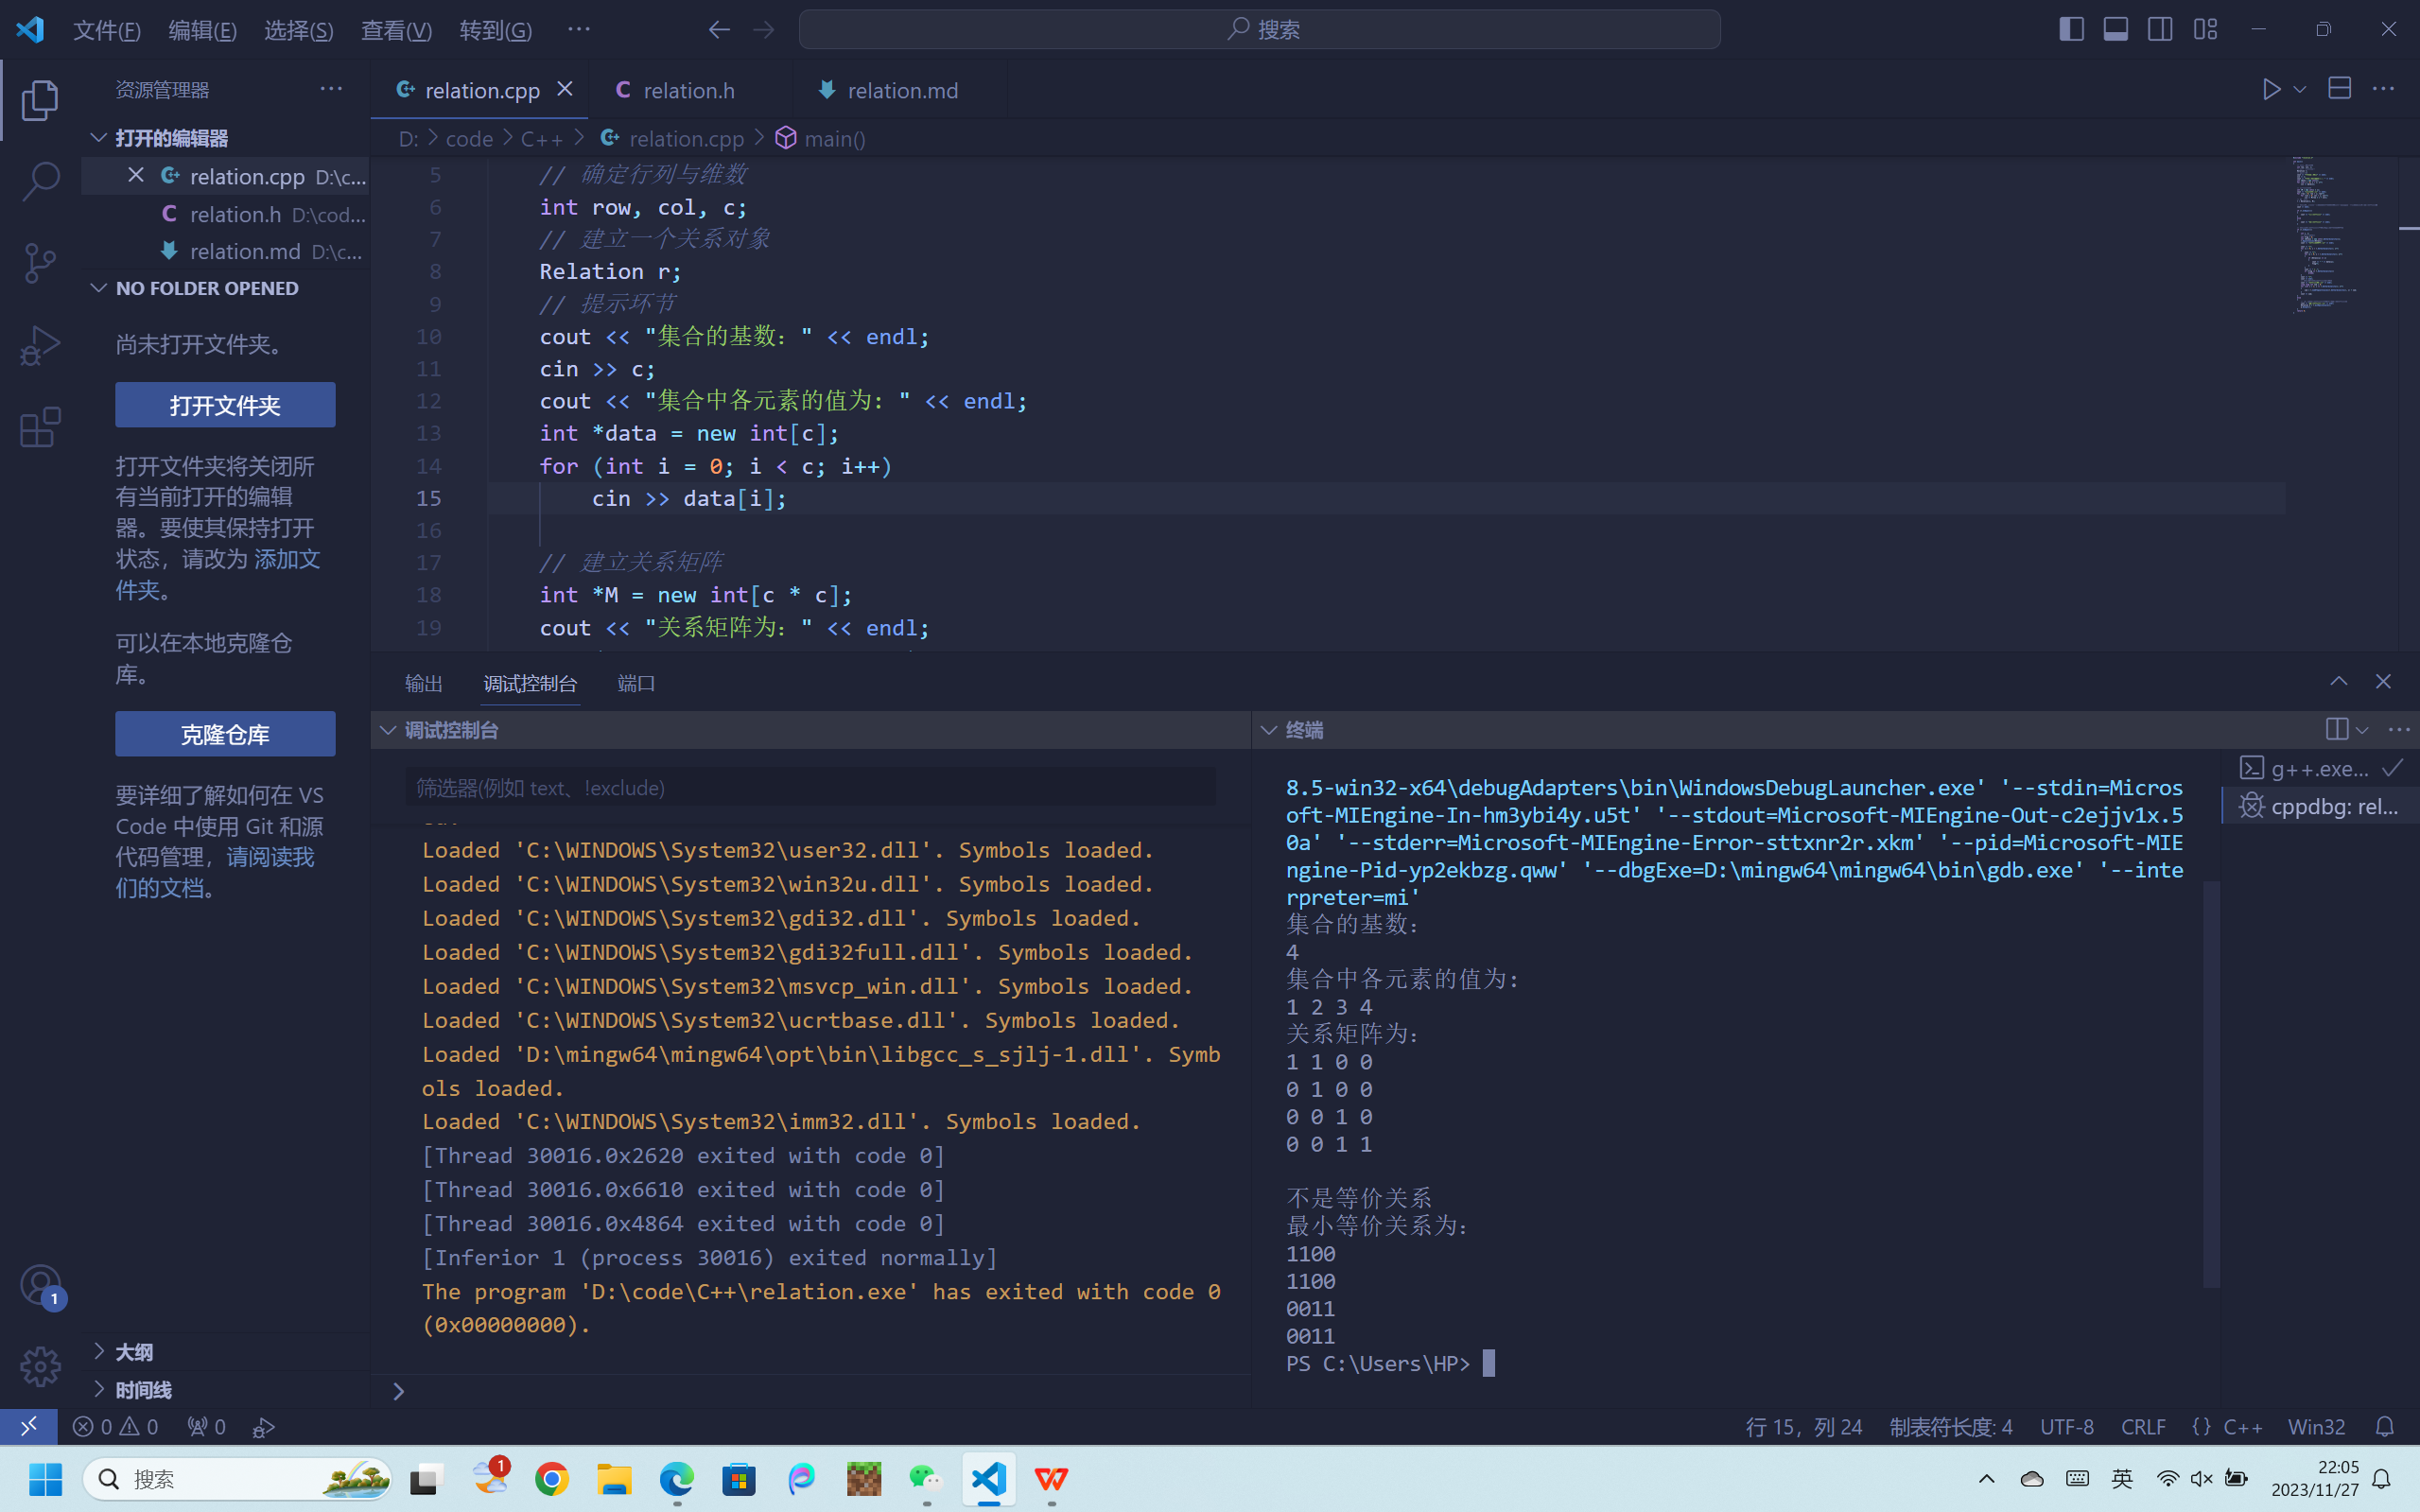 文件(F) 编辑(E) 选择(S) 查看(V) 转到(G) ··· 搜索
资源管理器 ···
relation.cpp relation.h relation.md
打开的编辑器
D: > code > C++ > relation.cpp > main()
relation.cpp D:\c...
relation.h D:\cod...
relation.md D:\c...
NO FOLDER OPENED
尚未打开文件夹。
打开文件夹
打开文件夹将关闭所
有当前打开的编辑
器。要使其保持打开
状态，请改为 添加文
件夹。
可以在本地克隆仓
库。
克隆仓库
要详细了解如何在 VS
Code 中使用 Git 和源
代码管理，请阅读我
们的文档。
1
大纲
时间线
5 // 确定行列与维数
6 int row, col, c;
7 // 建立一个关系对象
8 Relation r;
9 // 提示环节
10 cout << "集合的基数：" << endl;
11 cin >> c;
12 cout << "集合中各元素的值为：" << endl;
13 int *data = new int[c];
14 for (int i = 0; i < c; i++)
15 cin >> data[i];
16
17 // 建立关系矩阵
18 int *M = new int[c * c];
19 cout << "关系矩阵为：" << endl;
输出 调试控制台 端口
调试控制台
筛选器(例如 text、!exclude)
Loaded 'C:\WINDOWS\System32\user32.dll'. Symbols loaded.
Loaded 'C:\WINDOWS\System32\win32u.dll'. Symbols loaded.
Loaded 'C:\WINDOWS\System32\gdi32.dll'. Symbols loaded.
Loaded 'C:\WINDOWS\System32\gdi32full.dll'. Symbols loaded.
Loaded 'C:\WINDOWS\System32\msvcp_win.dll'. Symbols loaded.
Loaded 'C:\WINDOWS\System32\ucrtbase.dll'. Symbols loaded.
Loaded 'D:\mingw64\mingw64\opt\bin\libgcc_s_sjlj-1.dll'. Symb
ols loaded.
Loaded 'C:\WINDOWS\System32\imm32.dll'. Symbols loaded.
[Thread 30016.0x2620 exited with code 0]
[Thread 30016.0x6610 exited with code 0]
[Thread 30016.0x4864 exited with code 0]
[Inferior 1 (process 30016) exited normally]
The program 'D:\code\C++\relation.exe' has exited with code 0
(0x00000000).
终端
8.5-win32-x64\debugAdapters\bin\WindowsDebugLauncher.exe' '--stdin=Micros
oft-MIEngine-In-hm3ybi4y.u5t' '--stdout=Microsoft-MIEngine-Out-c2ejjv1x.5
0a' '--stderr=Microsoft-MIEngine-Error-sttxnr2r.xkm' '--pid=Microsoft-MIE
ngine-Pid-yp2ekbzg.qww' '--dbgExe=D:\mingw64\mingw64\bin\gdb.exe' '--inte
rpreter=mi'
集合的基数：
4
集合中各元素的值为：
1 2 3 4
关系矩阵为：
1 1 0 0
0 1 0 0
0 0 1 0
0 0 1 1
不是等价关系
最小等价关系为：
1100
1100
0011
0011
PS C:\Users\HP>
g++.exe...
cppdbg: rel...
0 0 0 行 15，列 24 制表符长度: 4 UTF-8 CRLF {} C++ Win32
搜索 1 英 22:05
2023/11/27